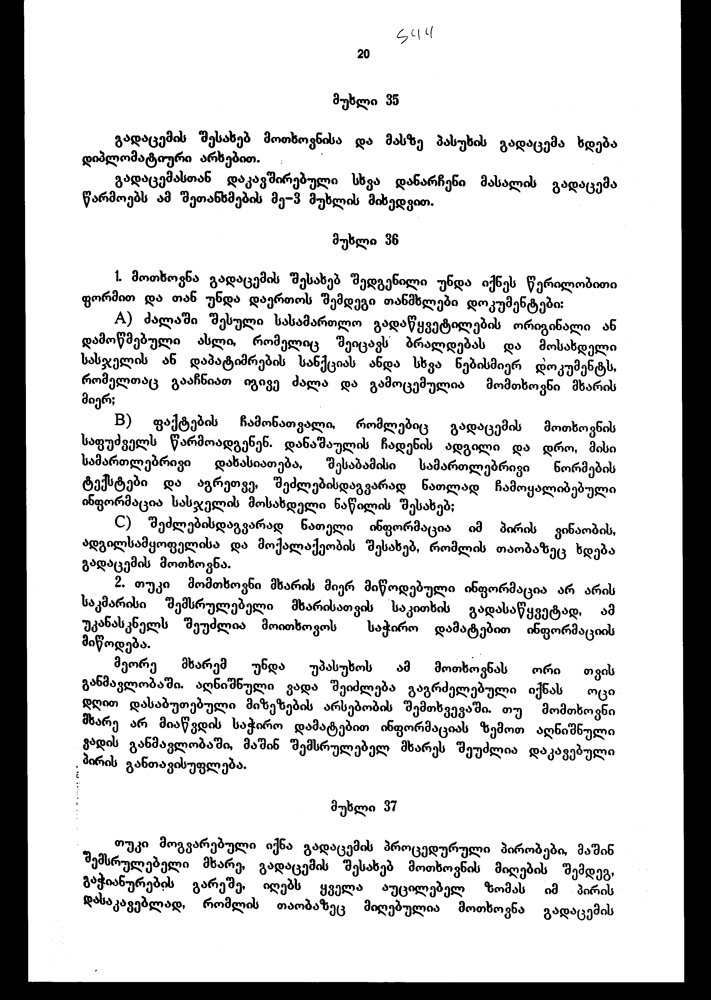 544
20
მუხლი 35
გადაცემის შესახებ მოთხოვნისა და მასზე პასუხის გადაცემა ხდება
დიპლომატიური არხებით.
გადაცემასთან დაკავშირებული სხვა დანარჩენი მასალის გადაცემა
წარმოებს ამ შეთანხმების მე-3 მუხლის მიხედვით.
მუხლი 36
1. მოთხოვნა გადაცემის შესახებ შედგენილი უნდა იქნეს წერილობითი
ფორმით და თან უნდა დაერთოს შემდეგი თანმხლები დოკუმენტები:
A) ძალაში შესული სასამართლო გადაწყვეტილების ორიგინალი ან
დამოწმებული ასლი, რომელიც შეიცავს ბრალდებას და მოსახდელი
სასჯელის ან დაპატიმრების სანქციას ანდა სხვა ნებისმიერ დოკუმენტს,
რომელთაც გააჩნიათ იგივე ძალა და გამოცემულია მომთხოვნი მხარის
მიერ;
B) ფაქტების ჩამონათვალი, რომლებიც გადაცემის მოთხოვნის
საფუძველს წარმოადგენენ. დანაშაულის ჩადენის ადგილი და დრო, მისი
სამართლებრივი დახასიათება, შესაბამისი სამართლებრივი ნორმების
ტექსტები და აგრეთვე, შეძლებისდაგვარად ნათლად ჩამოყალიბებული
ინფორმაცია სასჯელის მოსახდელი ნაწილის შესახებ;
C) შეძლებისდაგვარად ნათელი ინფორმაცია იმ პირის ვინაობის,
ადგილსამყოფელისა და მოქალაქეობის შესახებ, რომლის თაობაზეც ხდება
გადაცემის მოთხოვნა.
2. თუკი მომთხოვნი მხარის მიერ მიწოდებული ინფორმაცია არ არის
საკმარისი შემსრულებელი მხარისათვის საკითხის გადასაწყვეტად, ამ
უკანასკნელს შეუძლია მოითხოვოს საჭირო დამატებით ინფორმაციის
მიწოდება.
მეორე მხარემ უნდა უპასუხოს ამ მოთხოვნას ორი თვის
განმავლობაში. აღნიშნული ვადა შეიძლება გაგრძელებული იქნას ოცი
დღით დასაბუთებული მიზეზების არსებობის შემთხვევაში. თუ მომთხოვნი
მხარე არ მიაწვდის საჭირო დამატებით ინფორმაციას ზემოთ აღნიშნული
ვადის განმავლობაში, მაშინ შემსრულებელ მხარეს შეუძლია დაკავებული
პირის განთავისუფლება.
მუხლი 37
თუკი მოგვარებული იქნა გადაცემის პროცედურული პირობები, მაშინ
შემსრულებელი მხარე, გადაცემის შესახებ მოთხოვნის მიღების შემდეგ,
გაჭიანურების გარეშე, იღებს ყველა აუცილებელ ზომას იმ პირის
დასაკავებლად, რომლის თაობაზეც მიღებულია მოთხოვნა გადაცემის